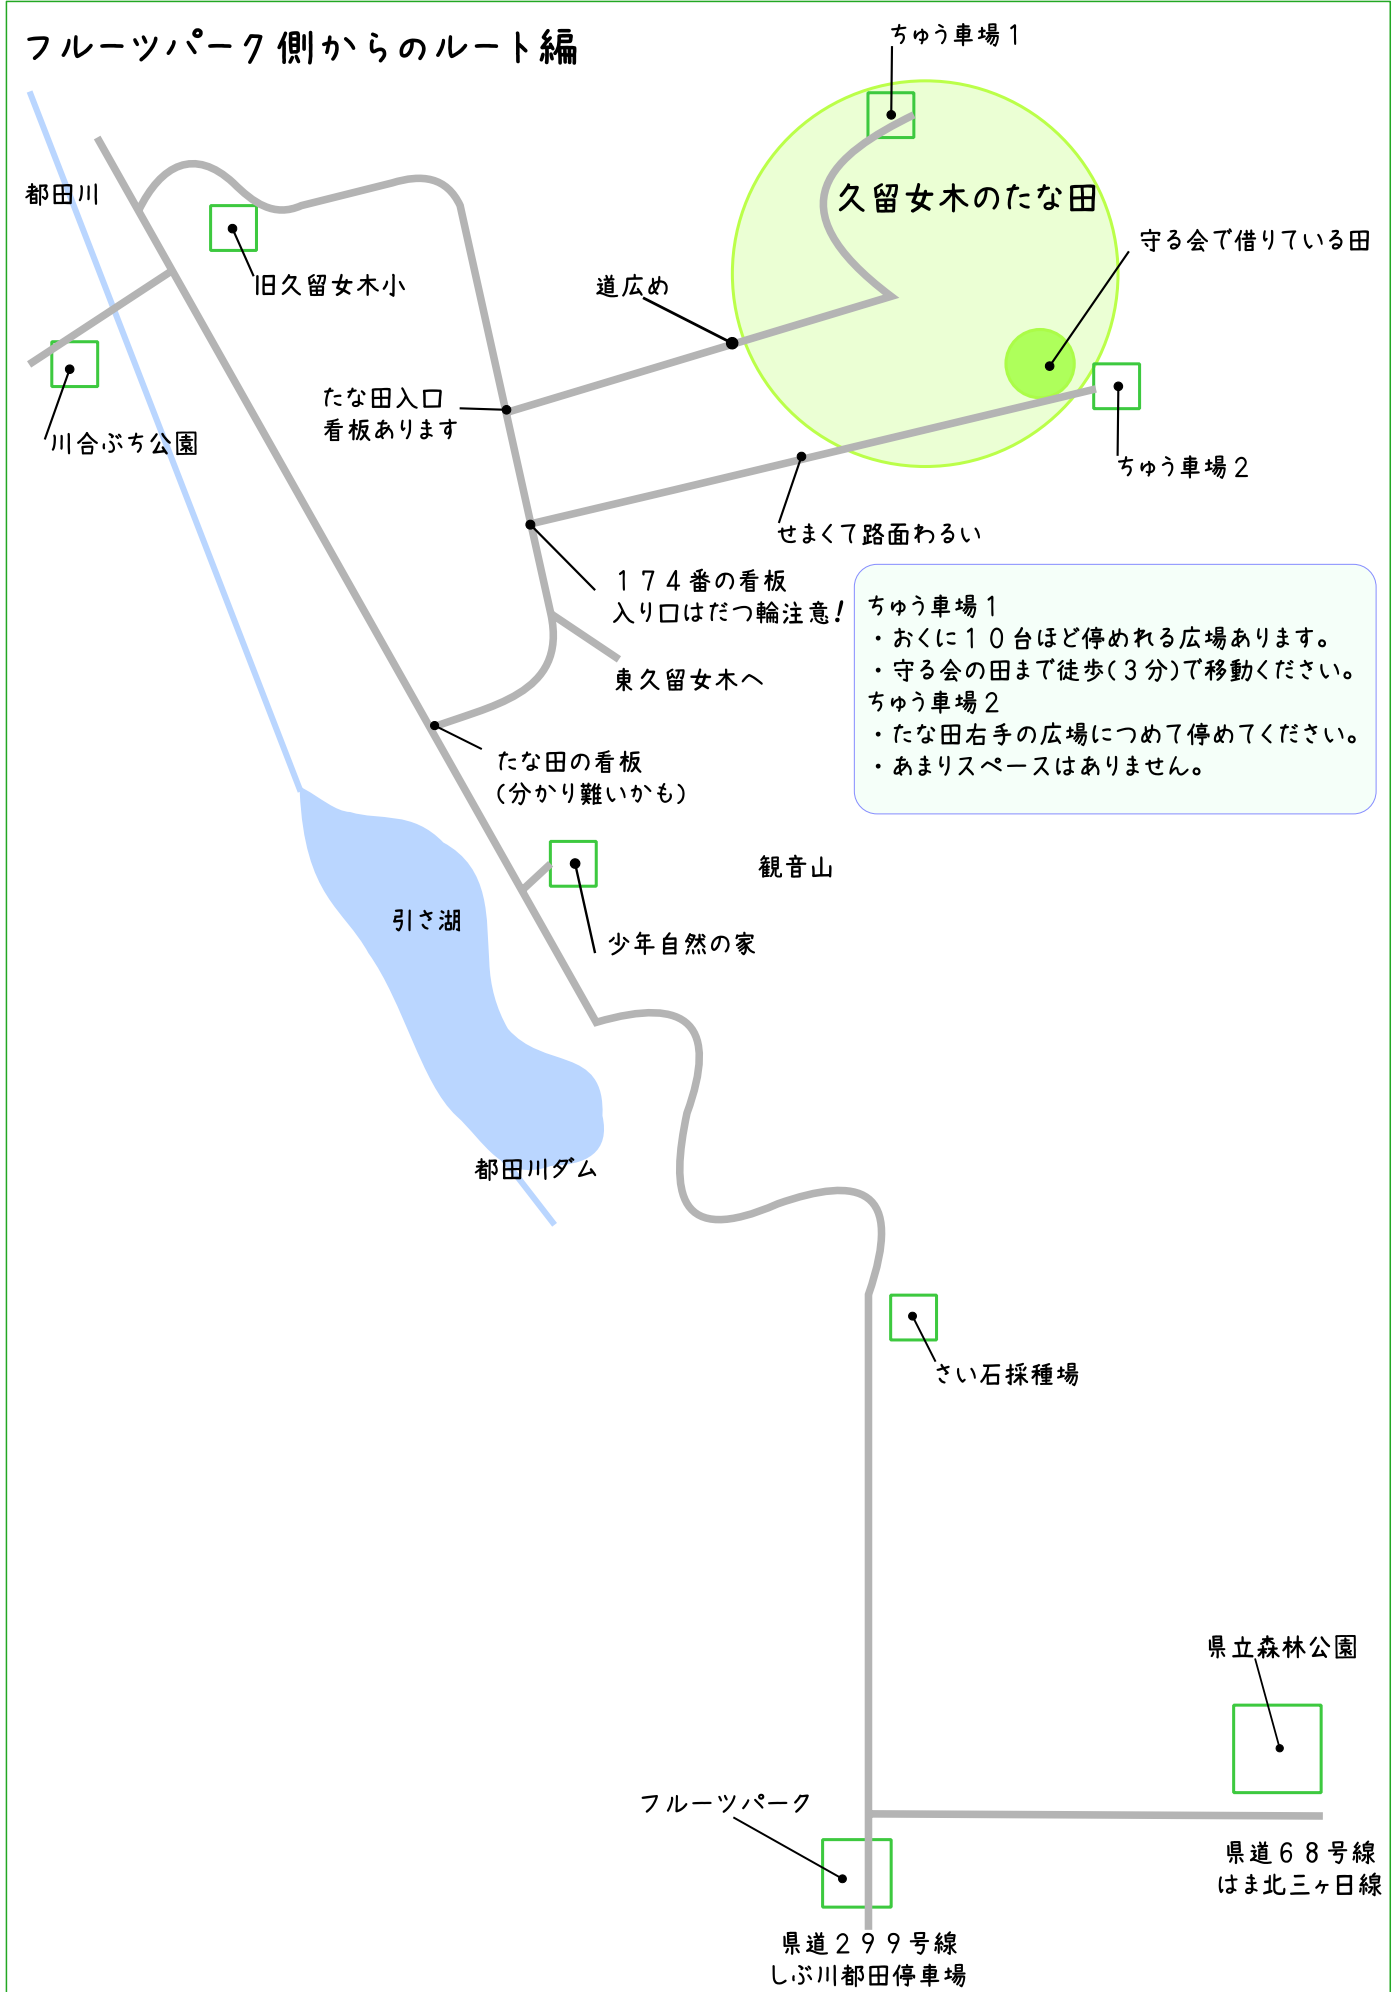 フルーツパーク側からのルート編
ちゅう車場1
都田川
久留女木のたな田
守る会で借りている田
旧久留女木小
道広め
たな田入口
看板あります
川合ぶち公園
ちゅう車場2
せまくて路面わるい
174番の看板
入り口はだつ輪注意!
ちゅう車場1
・おくに10台ほど停めれる広場あります。
・守る会の田まで徒歩(3分)で移動ください。
ちゅう車場2
・たな田右手の広場につめて停めてください。
・あまりスペースはありません。
東久留女木へ
たな田の看板
(分かり難いかも)
観音山
引さ湖
少年自然の家
都田川ダム
さい石採種場
県立森林公園
フルーツパーク
県道68号線
はま北三ヶ日線
県道299号線
しぶ川都田停車場